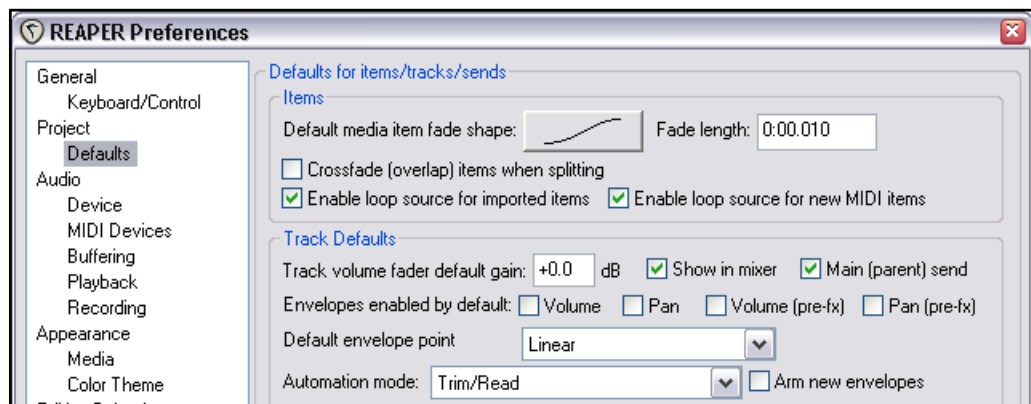 REAPER Preferences
General
Keyboard/Control
Project
Defaults
Audio
Device
MIDI Devices
Buffering
Playback
Recording
Appearance
Media
Color Theme
Defaults for items/tracks/sends
Items
Default media item fade shape: Fade length: 0:00.010
Crossfade (overlap) items when splitting
Enable loop source for imported items Enable loop source for new MIDI items
Track Defaults
Track volume fader default gain: +0.0 dB Show in mixer Main (parent) send
Envelopes enabled by default: Volume Pan Volume (pre-fx) Pan (pre-fx)
Default envelope point Linear
Automation mode: Trim/Read Arm new envelopes